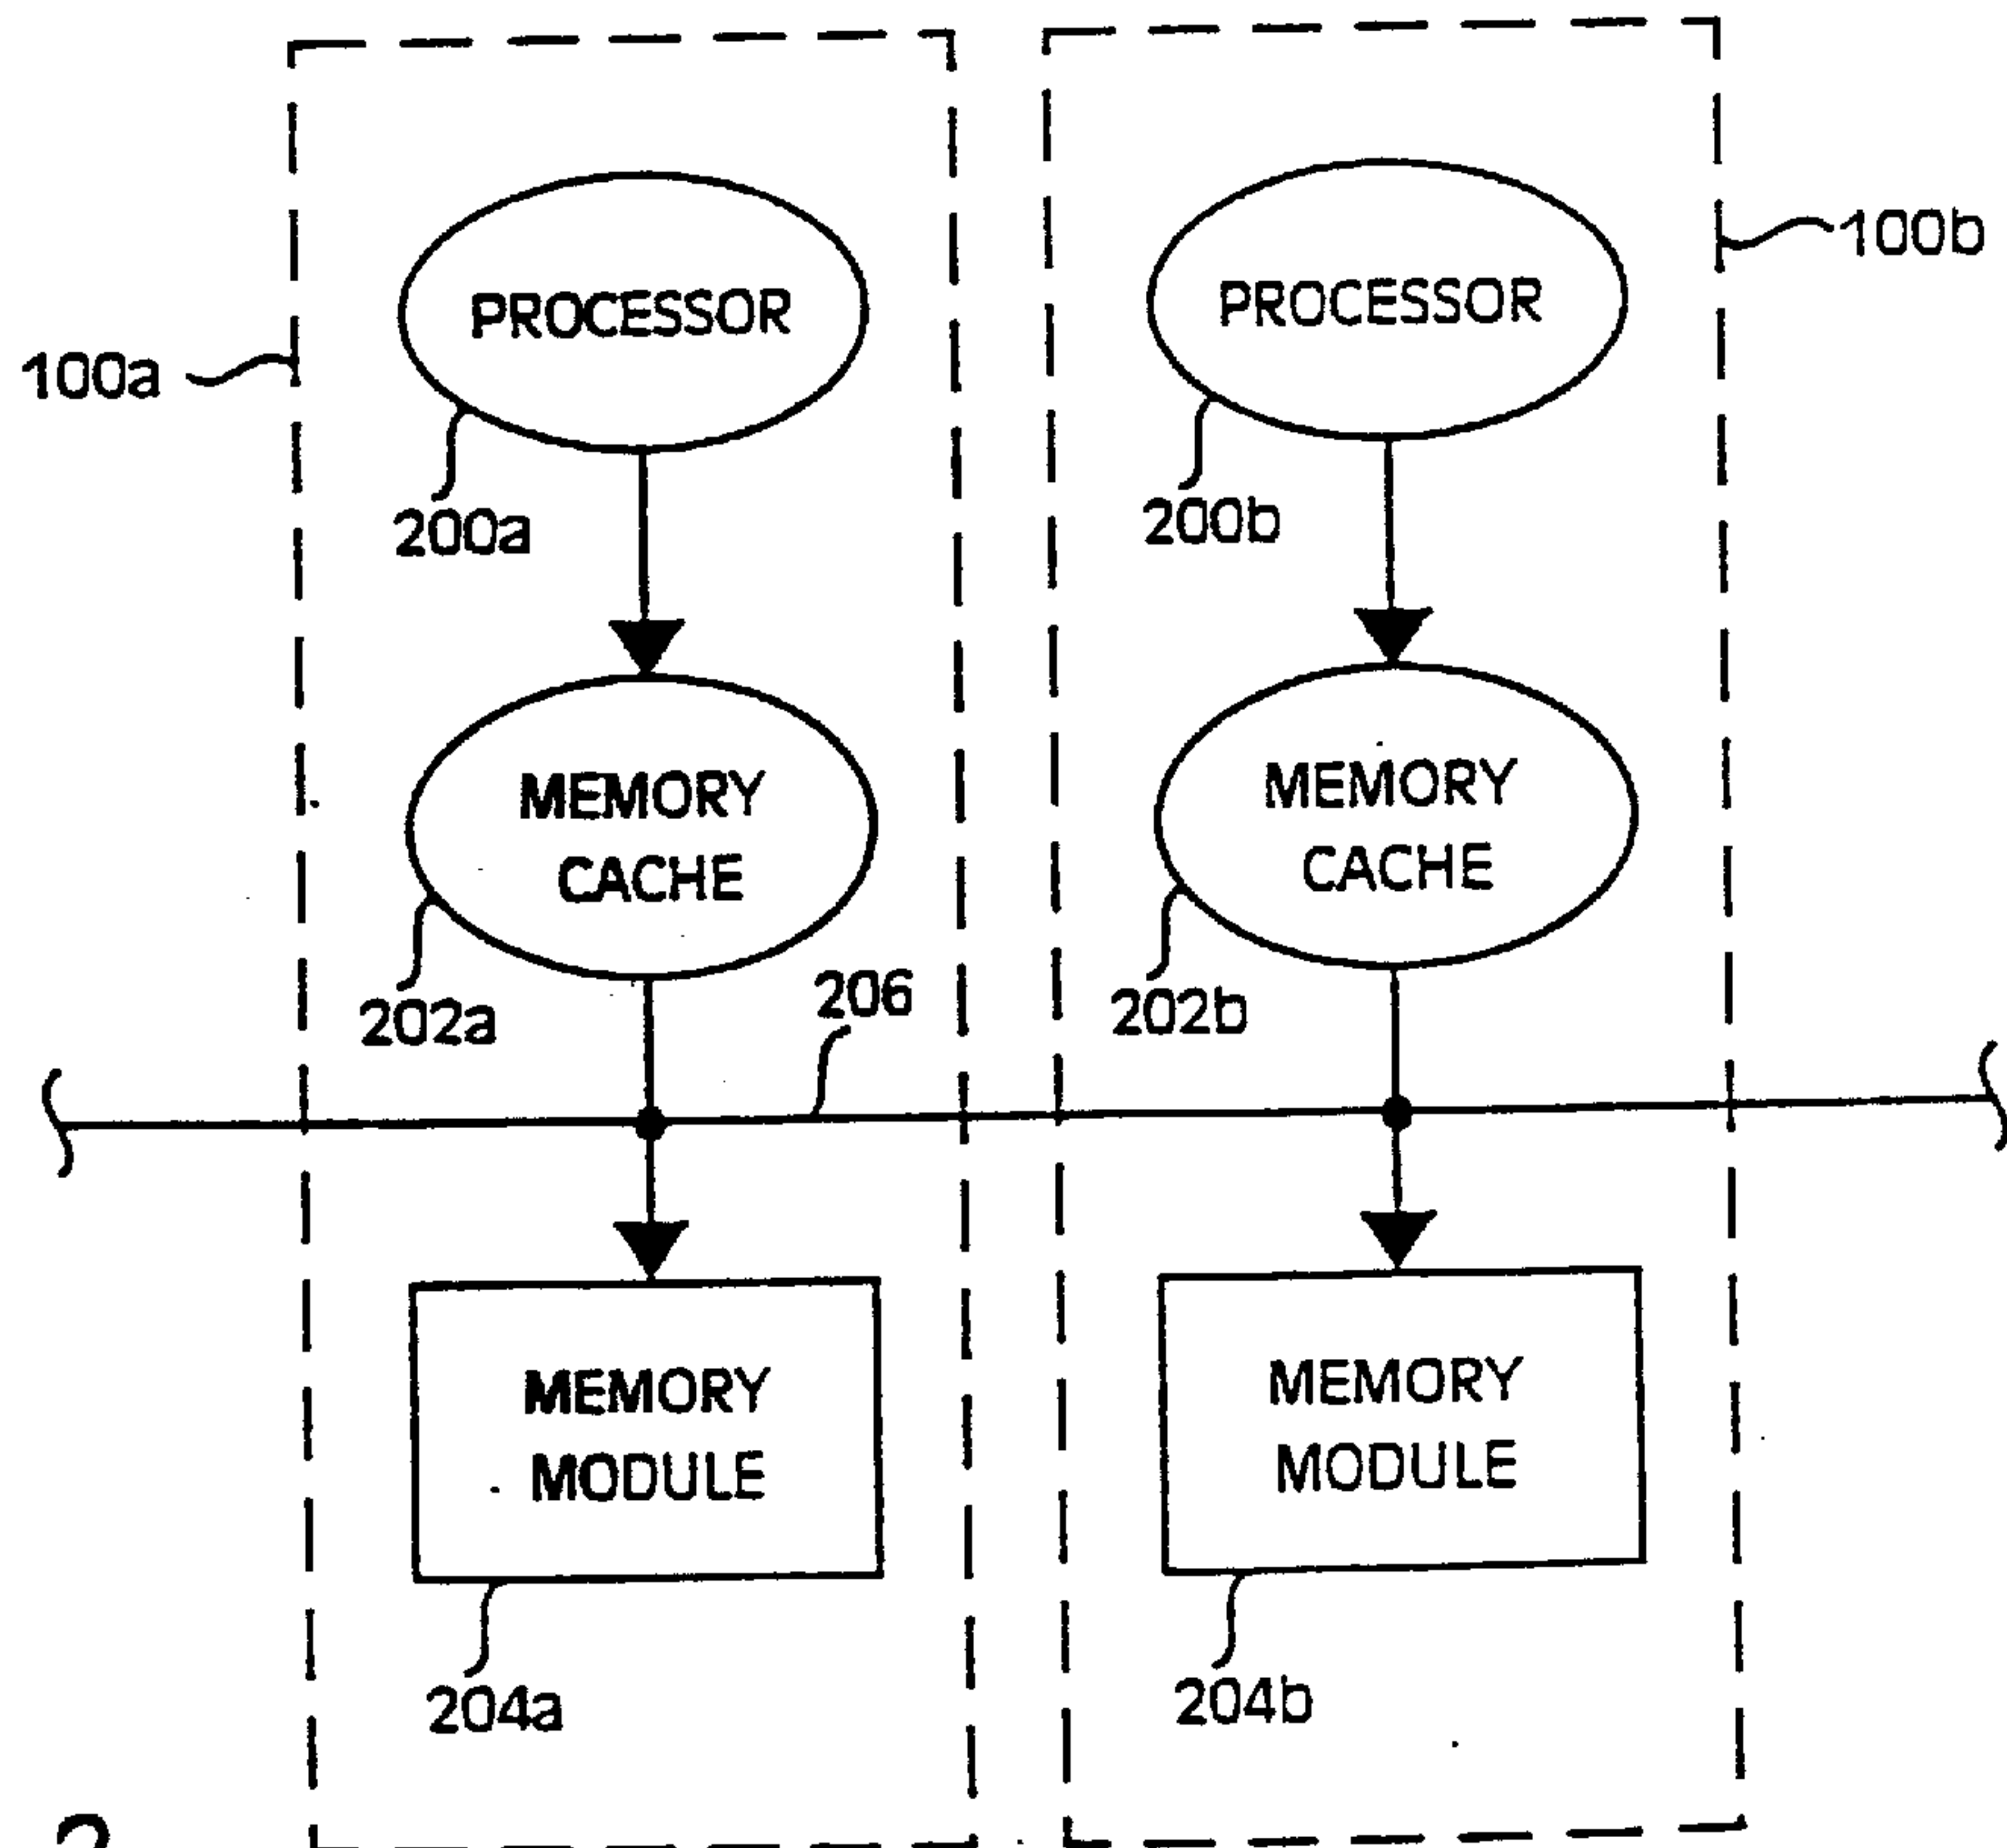 100b
PROCESSOR
PROCESSOR
100a
200a
200b
MEMORY
CACHE
MEMORY
CACHE
202a
206
202b
MEMORY
MODULE
MEMORY
MODULE
204a
204b